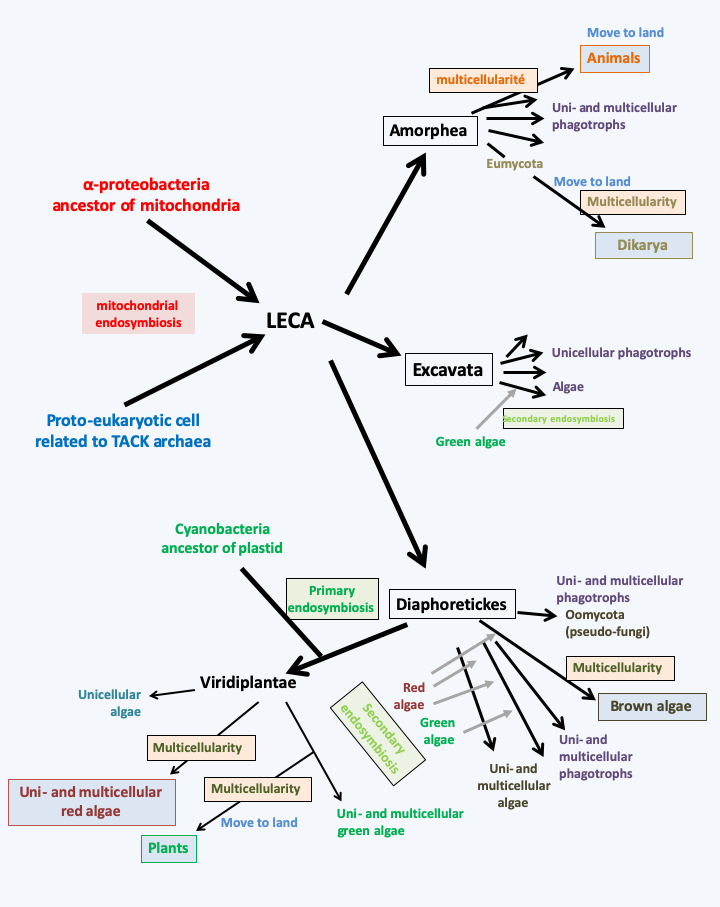 Move to land
Animals
multicellularité
Uni- and multicellular
phagotrophs
Amorphea
Eumycota
Move to land
Multicellularity
Dikarya
α-proteobacteria
ancestor of mitochondria
mitochondrial
endosymbiosis
LECA
Excavata
Unicellular phagotrophs
Algae
Secondary endosymbiosis
Green algae
Proto-eukaryotic cell
related to TACK archaea
Cyanobacteria
ancestor of plastid
Primary
endosymbiosis
Diaphoretickes
Uni- and multicellular
phagotrophs
Oomycota
(pseudo-fungi)
Multicellularity
Brown algae
Viridiplantae
Unicellular
algae
Red
algae
Green
algae
Secondary
endosymbiosis
Uni- and
multicellular
phagotrophs
Uni- and
multicellular
algae
Multicellularity
Uni- and multicellular
red algae
Multicellularity
Move to land
Plants
Uni- and multicellular
green algae